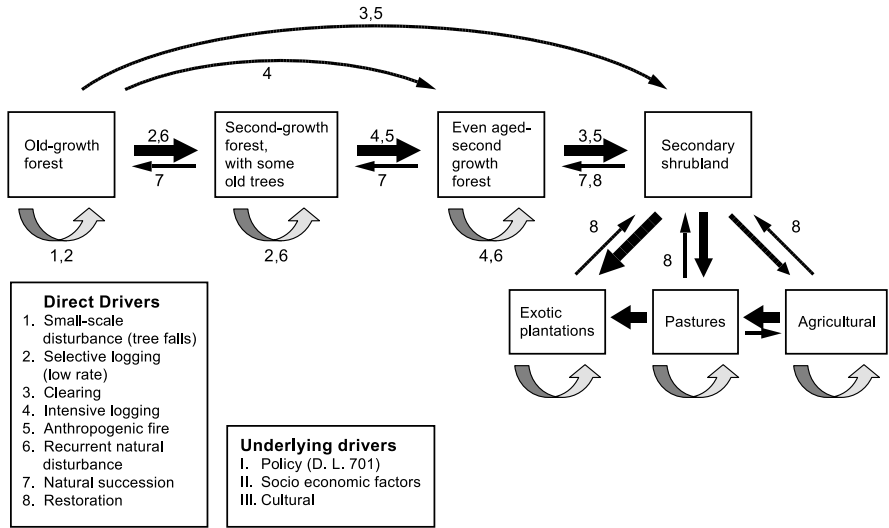 3,5
4
Old-growth
forest
2,6
7
Second-growth
forest,
with some
old trees
4,5
7
Even aged-
second
growth
forest
3,5
7,8
Secondary
shrubland
1,2
2,6
4,6
8
8
8
Exotic
plantations
Pastures
Agricultural
Direct Drivers
1. Small-scale
disturbance (tree falls)
2. Selective logging
(low rate)
3. Clearing
4. Intensive logging
5. Anthropogenic fire
6. Recurrent natural
disturbance
7. Natural succession
8. Restoration
Underlying drivers
I. Policy (D. L. 701)
II. Socio economic factors
III. Cultural